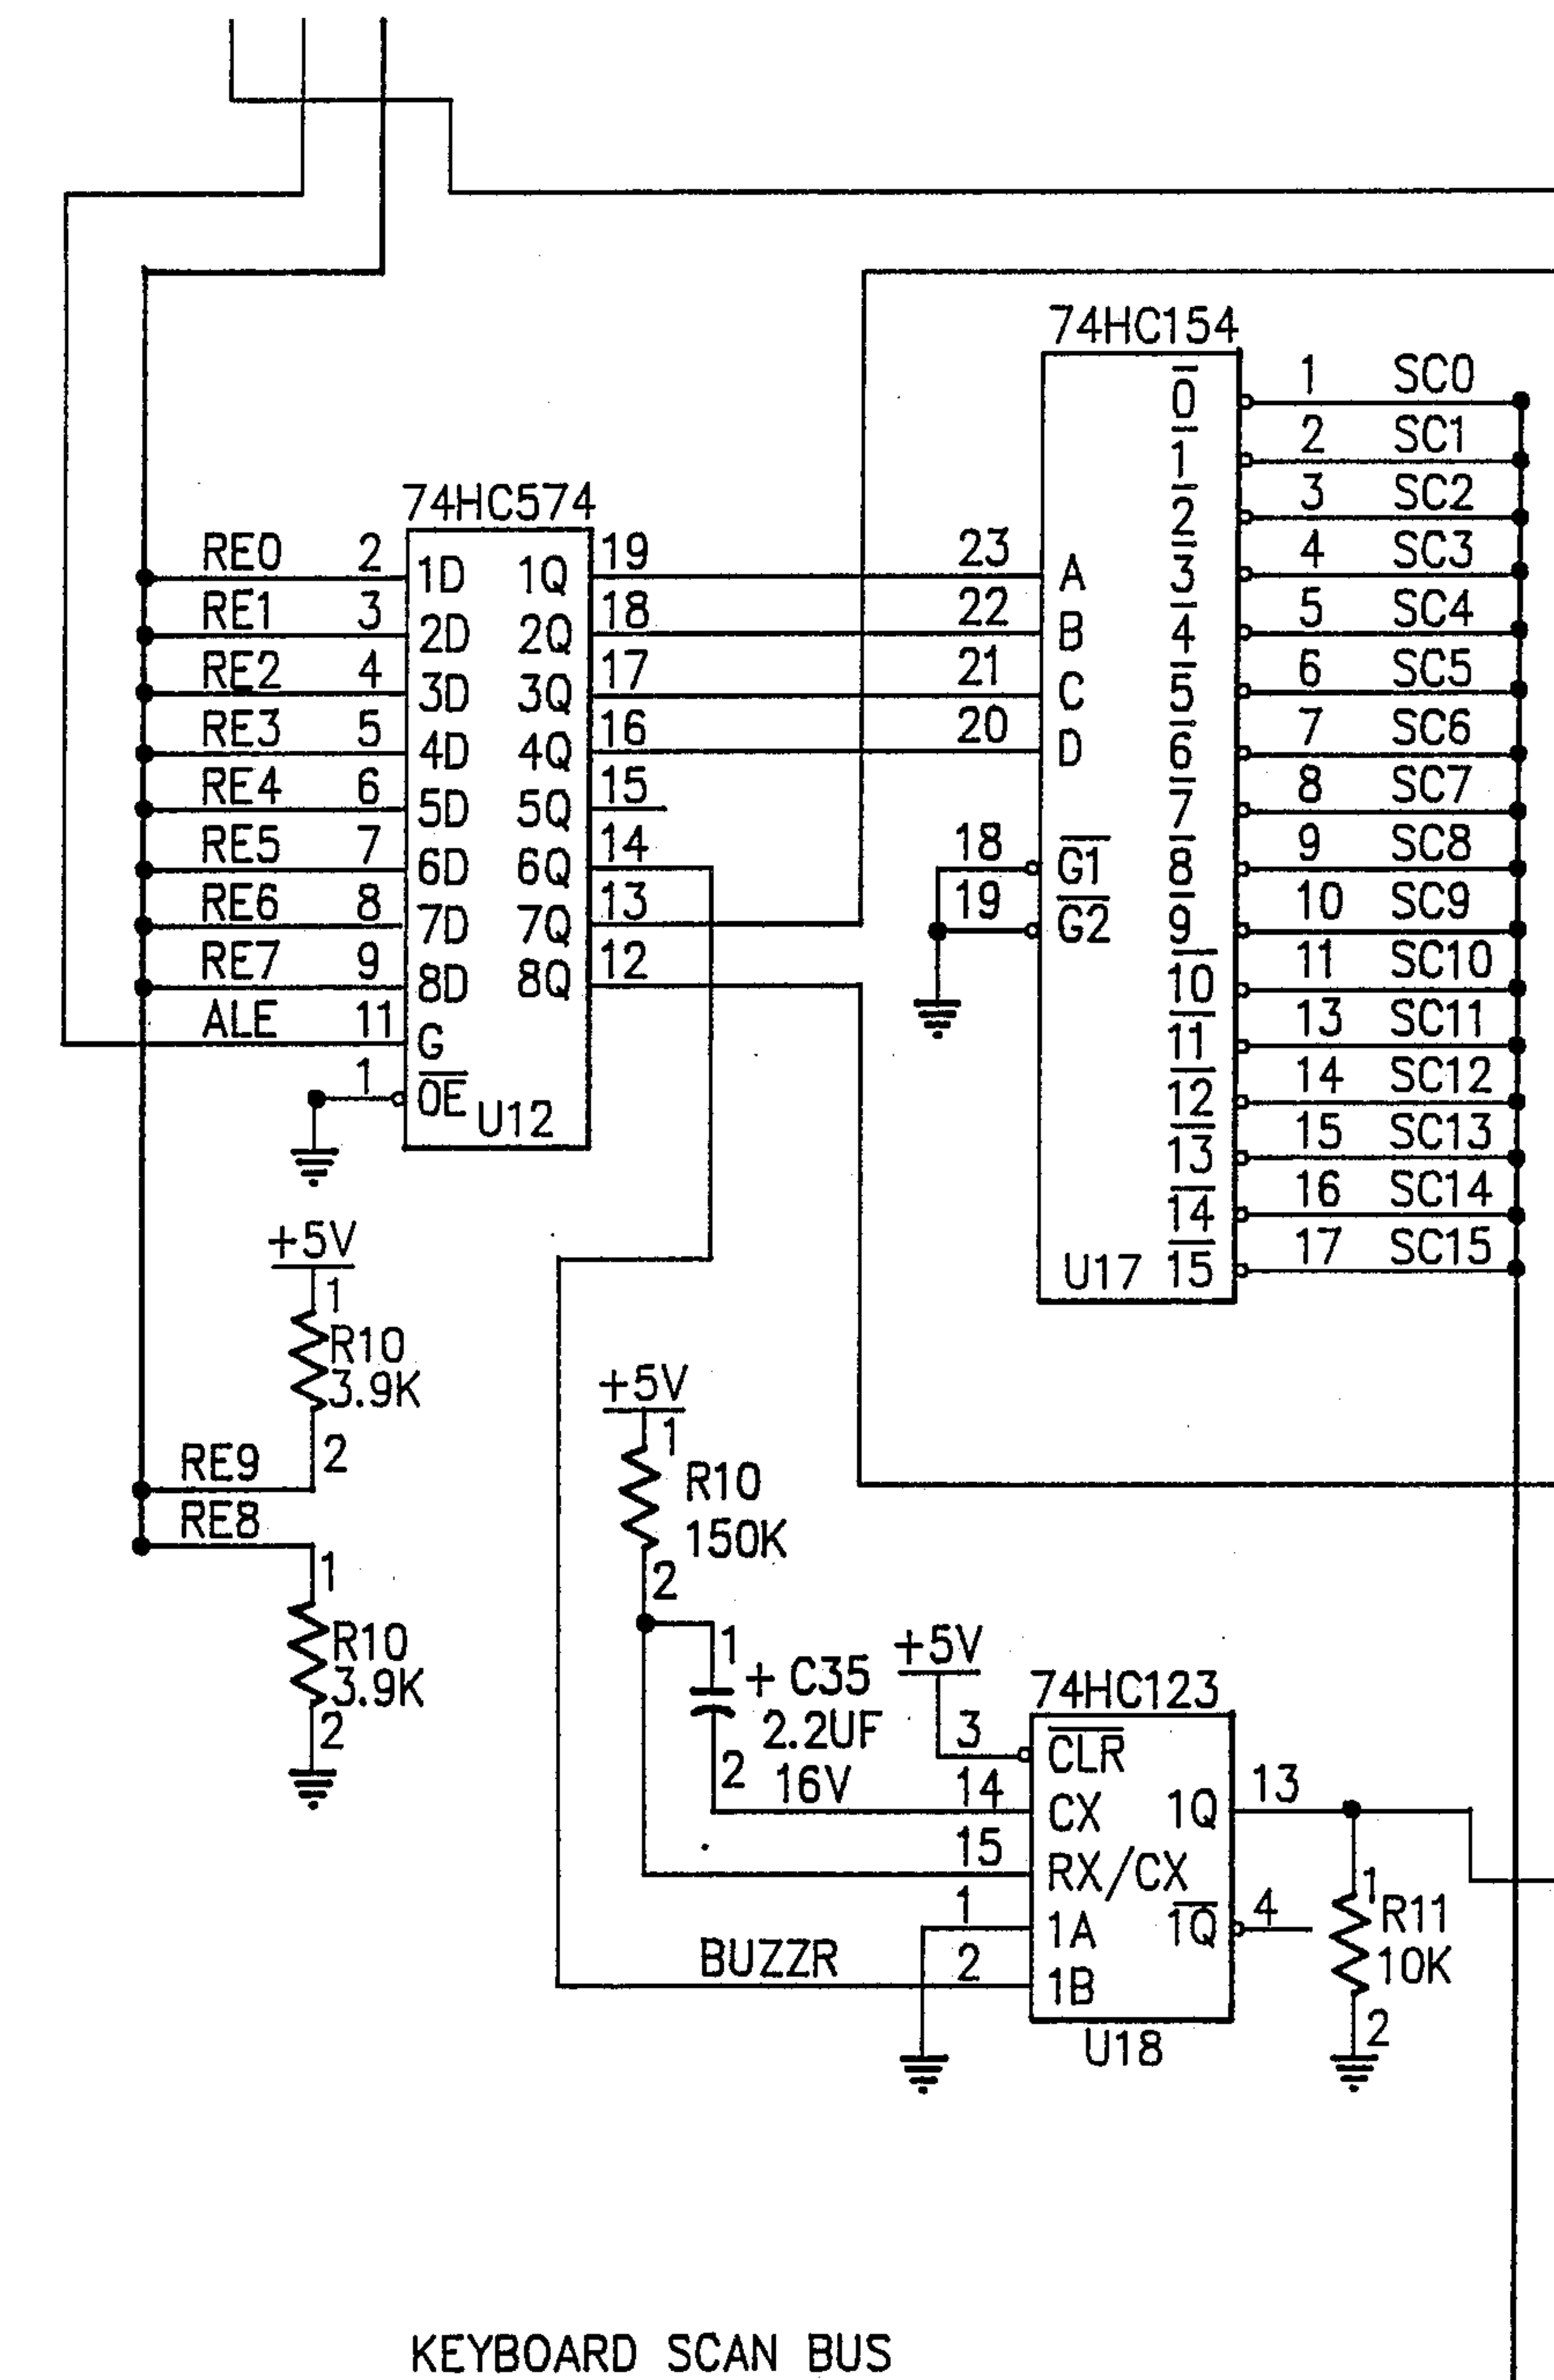 74HC154
0 1 SC0
1 2 SC1
2 3 SC2
3 4 SC3
4 5 SC4
5 6 SC5
6 7 SC6
7 8 SC7
8 9 SC8
9 10 SC9
10 11 SC10
11 13 SC11
12 14 SC12
13 15 SC13
14 16 SC14
15 17 SC15
23 A
22 B
21 C
20 D
18 G1
19 G2
U17
74HC574
RE0 2 1D 1Q 19
RE1 3 2D 2Q 18
RE2 4 3D 3Q 17
RE3 5 4D 4Q 16
RE4 6 5D 5Q 15
RE5 7 6D 6Q 14
RE6 8 7D 7Q 13
RE7 9 8D 8Q 12
ALE 11 G
1 OE
U12
+5V
1
R10
3.9K
2
RE9
RE8
1
R10
3.9K
2
+5V
1
R10
150K
2
1
+ C35
2.2UF
16V
2
+5V
74HC123
3 CLR
14 CX 1Q 13
15 RX/CX
1 1A 1Q 4
BUZZR 2 1B
U18
1
R11
10K
2
KEYBOARD SCAN BUS